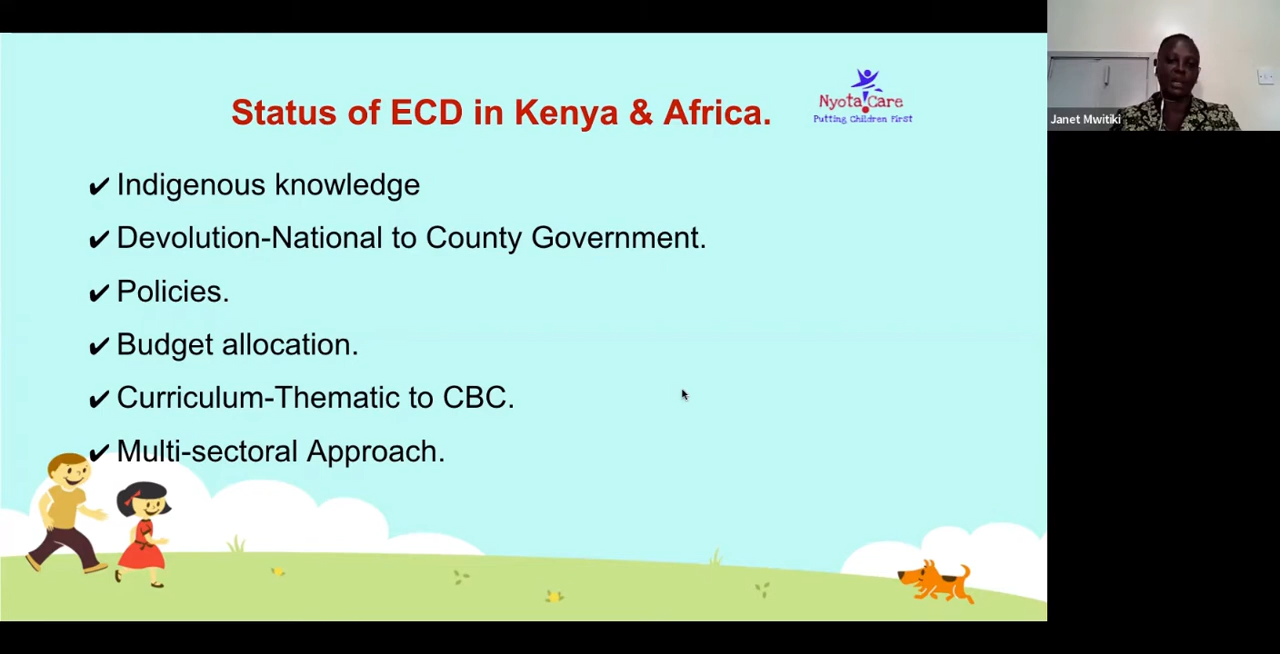 Status of ECD in Kenya & Africa.
Nyota Care
Putting Children First
Janet Mwitiki
✔ Indigenous knowledge
✔ Devolution-National to County Government.
✔ Policies.
✔ Budget allocation.
✔ Curriculum-Thematic to CBC.
✔ Multi-sectoral Approach.